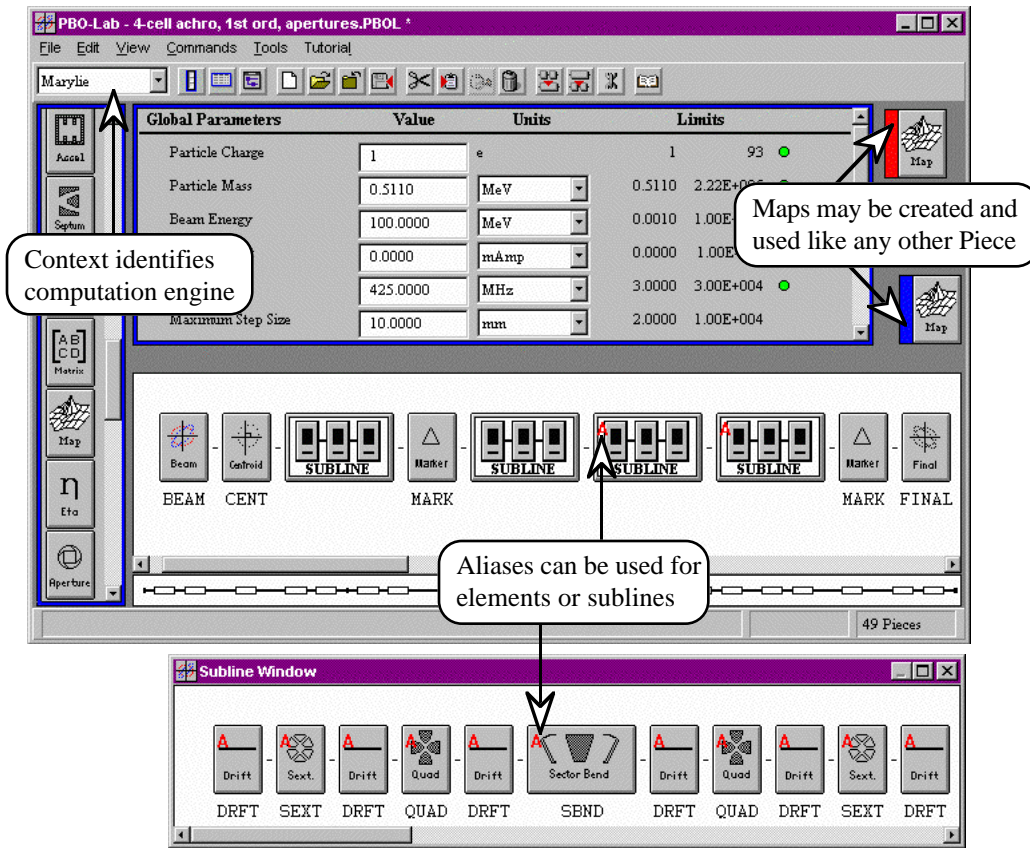 PBO-Lab - 4-cell achro, 1st ord, apertures.PBOL *
File Edit View Commands Tools Tutorial
Marylie
Global Parameters Value Units Limits
Particle Charge 1 e 1 93
Particle Mass 0.5110 MeV 0.5110
Beam Energy 100.0000 MeV 0.0010
0.0000 mAmp 0.0000
425.0000 MHz 3.0000 3.00E+004
Maximum Step Size 10.0000 mm 2.0000 1.00E+004
Accel
Septum
Matrix
Map
Eta
Aperture
Map
Map
Context identifies
computation engine
Maps may be created and
used like any other Piece
Beam Centroid SUBLINE Marker SUBLINE A SUBLINE A SUBLINE Marker Final
BEAM CENT MARK MARK FINAL
Aliases can be used for
elements or sublines
49 Pieces
Subline Window
A A A A A A A A A A A
Drift Sext. Drift Quad Drift Sector Bend Drift Quad Drift Sext. Drift
DRFT SEXT DRFT QUAD DRFT SBND DRFT QUAD DRFT SEXT DRFT